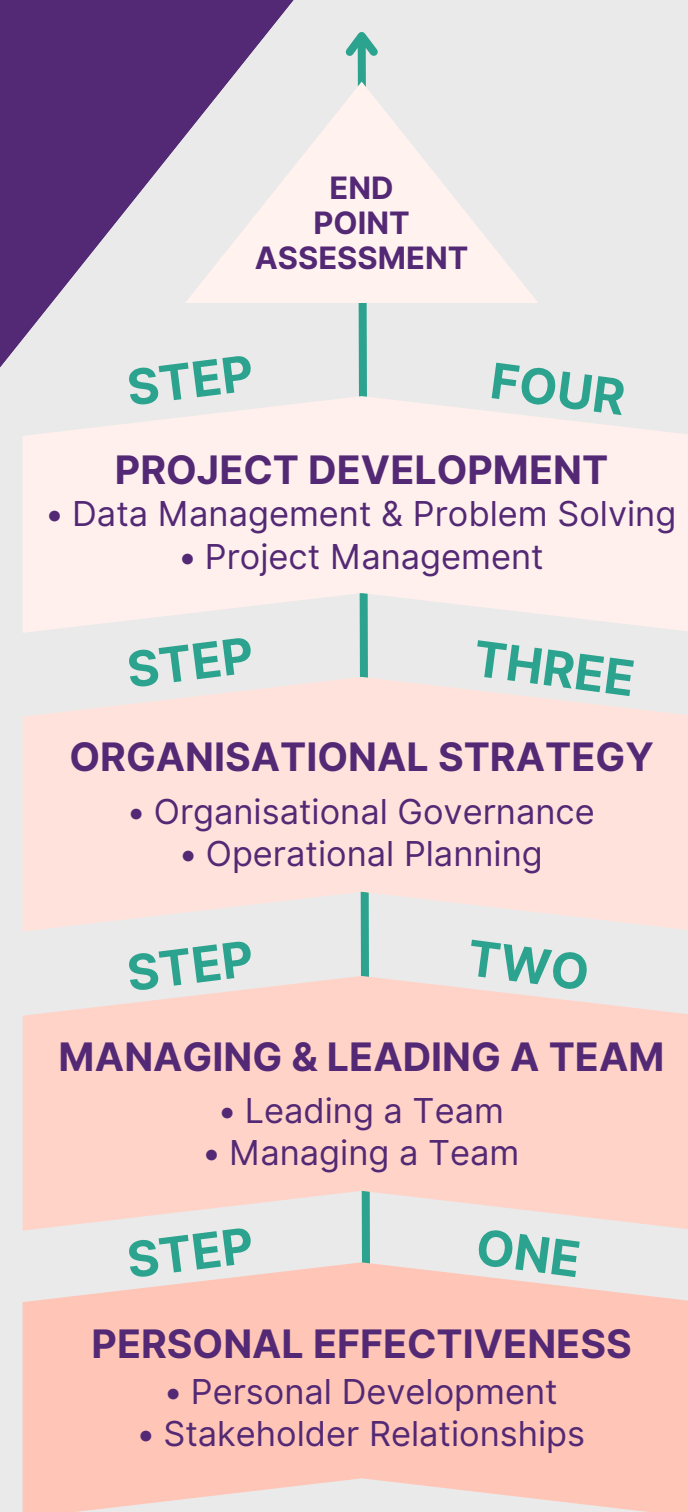 END
POINT
ASSESSMENT
STEP FOUR
PROJECT DEVELOPMENT
• Data Management & Problem Solving
• Project Management
STEP THREE
ORGANISATIONAL STRATEGY
• Organisational Governance
• Operational Planning
STEP TWO
MANAGING & LEADING A TEAM
• Leading a Team
• Managing a Team
STEP ONE
PERSONAL EFFECTIVENESS
• Personal Development
• Stakeholder Relationships